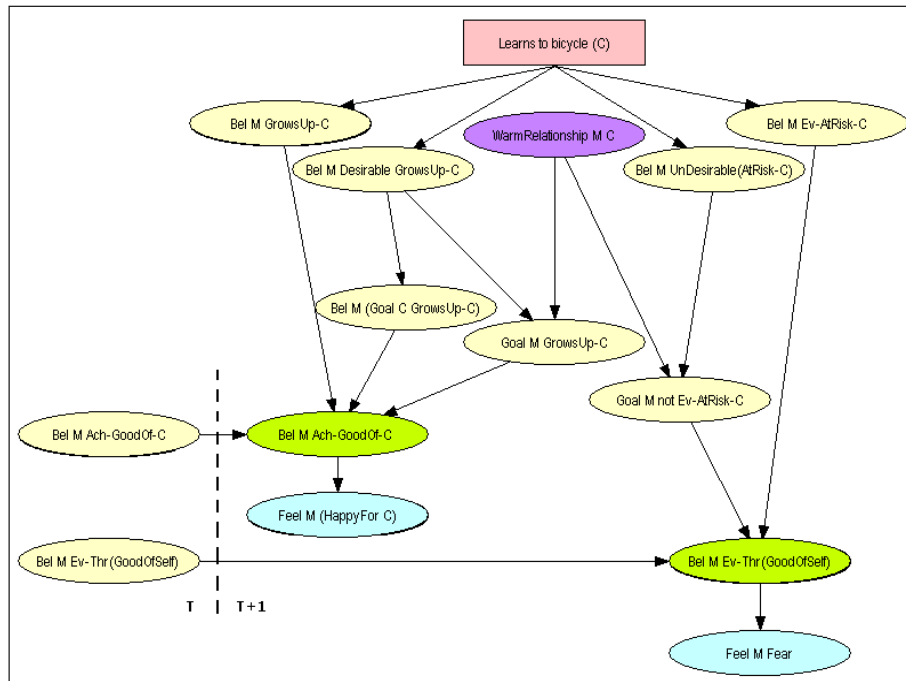 Learns to bicycle (C)
Bel M GrowsUp-C
WarmRelationship M C
Bel M Ev-AtRisk-C
Bel M Desirable GrowsUp-C
Bel M UnDesirable(AtRisk-C)
Bel M (Goal C GrowsUp-C)
Goal M GrowsUp-C
Goal M not Ev-AtRisk-C
Bel M Ach-GoodOf-C
Bel M Ach-GoodOf-C
Feel M (HappyFor C)
Bel M Ev-Thr(GoodOfSelf)
Bel M Ev-Thr(GoodOfSelf)
T
T+1
Feel M Fear